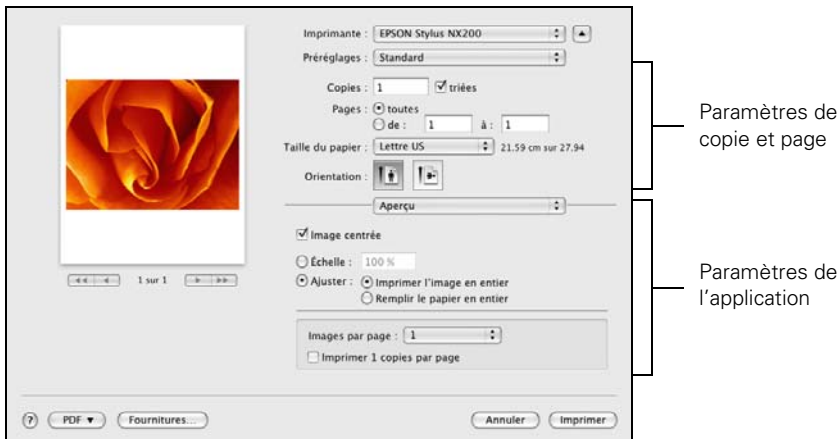 Imprimante : EPSON Stylus NX200
Préréglages : Standard
Copies : 1 triées
Pages : toutes
de : 1 à : 1
Taille du papier : Lettre US 21.59 cm sur 27.94
Orientation :
Aperçu
Image centrée
Échelle : 100 %
Ajuster : Imprimer l'image en entier
Remplir le papier en entier
Images par page : 1
Imprimer 1 copies par page
1 sur 1
? PDF Fournitures... Annuler Imprimer
Paramètres de
copie et page
Paramètres de
l'application